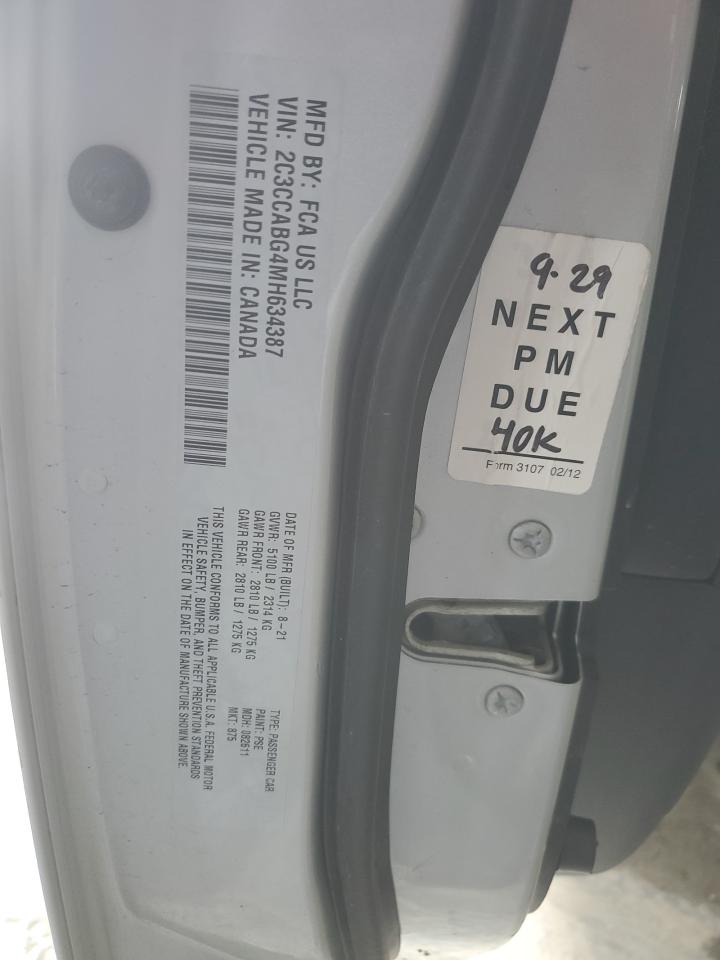 MFD BY: FCA US LLC
VIN: 2C3CCABG4MH634387
VEHICLE MADE IN: CANADA
DATE OF MFR (BUILT): 8-21
GVWR: 5100 LB / 2314 KG
GAWR FRONT: 2810 LB / 1275 KG
GAWR REAR: 2810 LB / 1275 KG
THIS VEHICLE CONFORMS TO ALL APPLICABLE U.S.A. FEDERAL MOTOR
VEHICLE SAFETY, BUMPER, AND THEFT PREVENTION STANDARDS
IN EFFECT ON THE DATE OF MANUFACTURE SHOWN ABOVE.
TYPE: PASSENGER CAR
PAINT: PSE
MDH: 082611
MKT: 875
9.29
NEXT
PM
DUE
40K
Form 3107 02/12